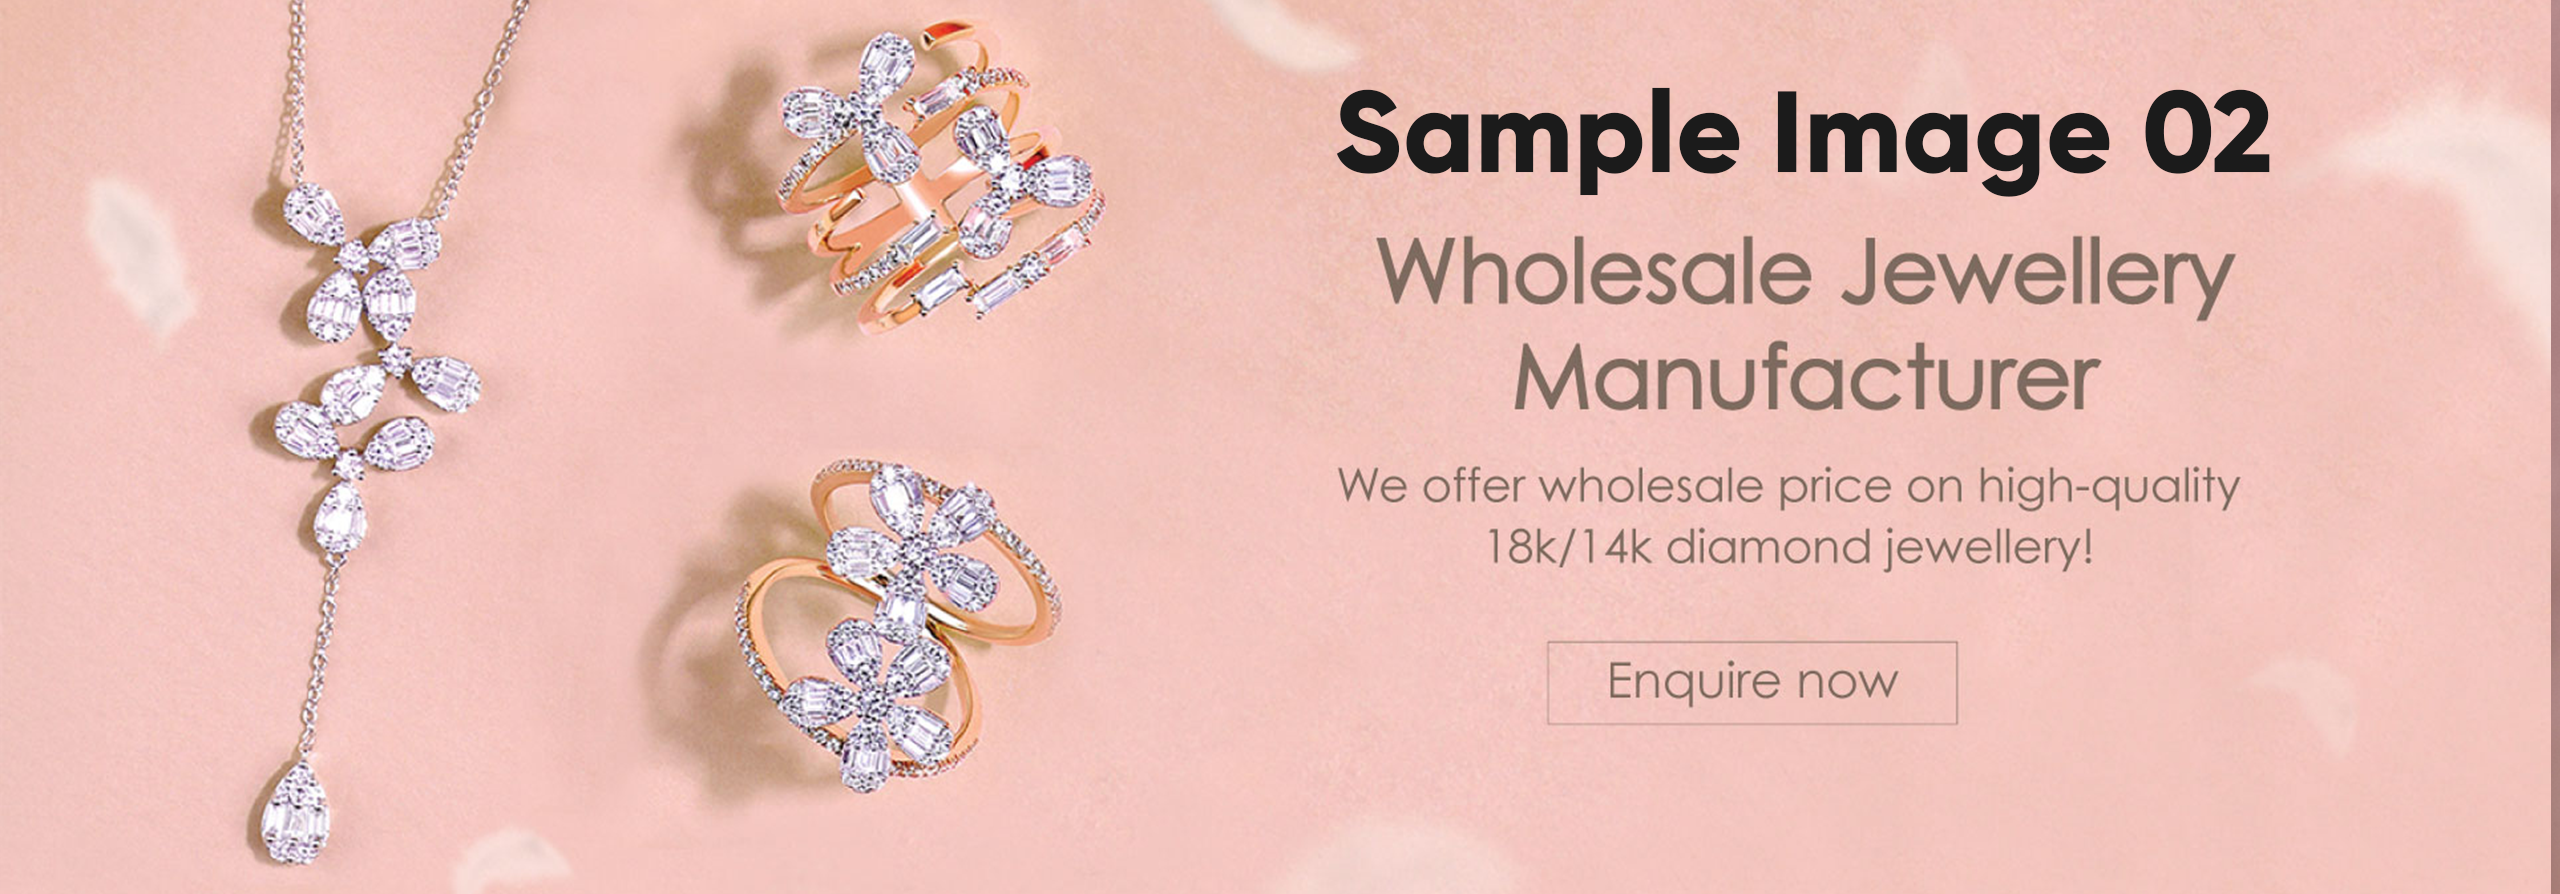 Sample Image 02
Wholesale Jewellery
Manufacturer
We offer wholesale price on high-quality
18k/14k diamond jewellery!
Enquire now